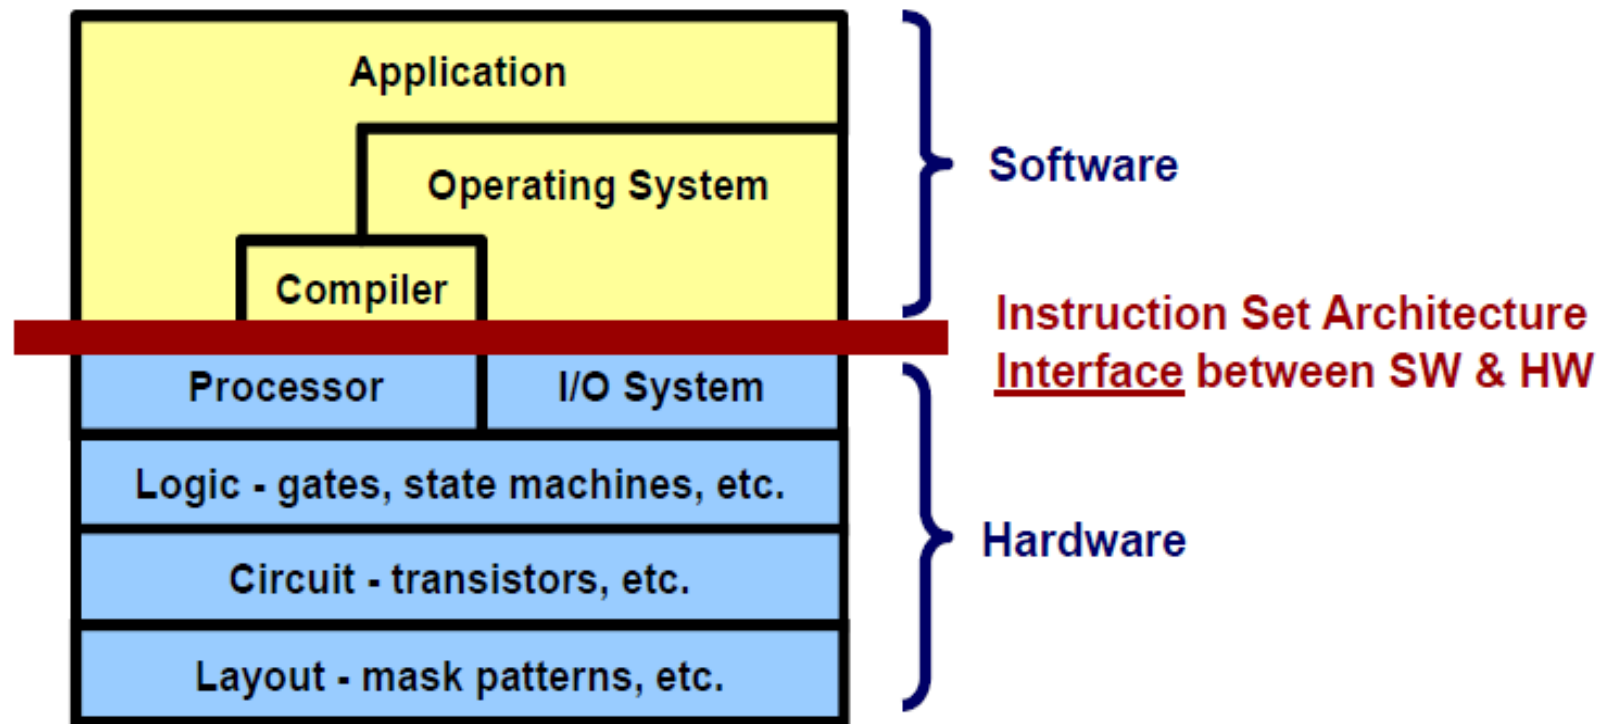 Application
Operating System
Compiler
Software
Instruction Set Architecture
Interface between SW & HW
Processor
I/O System
Logic - gates, state machines, etc.
Circuit - transistors, etc.
Layout - mask patterns, etc.
Hardware